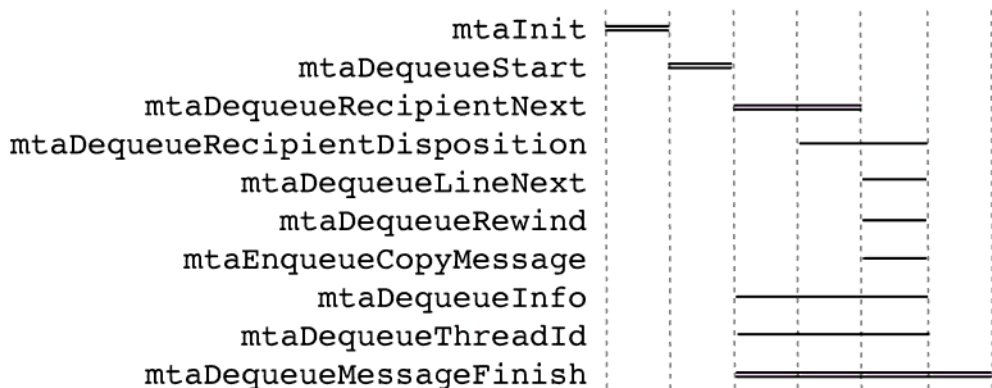 mtaInit
mtaDequeueStart
mtaDequeueRecipientNext
mtaDequeueRecipientDisposition
mtaDequeueLineNext
mtaDequeueRewind
mtaEnqueueCopyMessage
mtaDequeueInfo
mtaDequeueThreadId
mtaDequeueMessageFinish